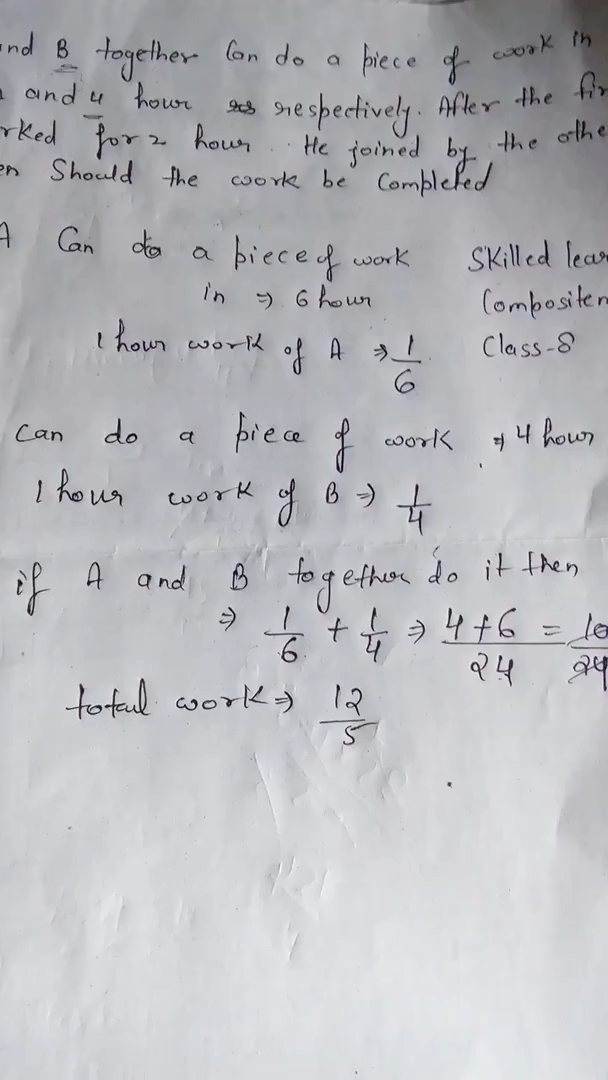 nd B together Can do a piece of work in
and 4 hour respectively. After the fir
rked for 2 hour. He joined by the othe
en Should the work be Completed
A Can do a piece of work
in ⇒ 6 hour
1 hour work of A ⇒ 1/6
Skilled lear
Compositen
Class-8
Can do a piece of work ⇒ 4 hour
1 hour work of B ⇒ 1/4
if A and B together do it then
⇒ 1/6 + 1/4 ⇒ 4+6/24 = 10/24
total work ⇒ 12/5